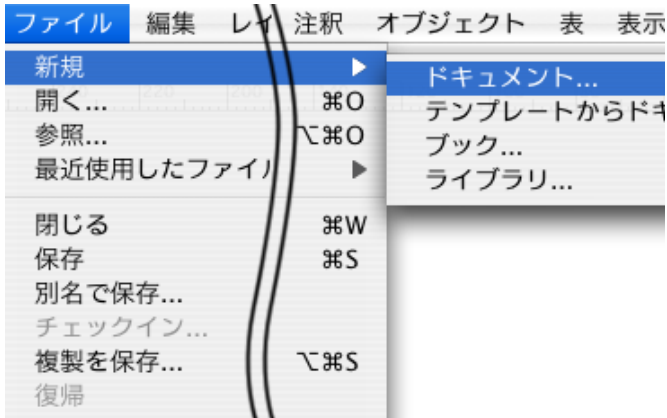 ファイル 編集 レイ 注釈 オブジェクト 表 表示
新規
開く... ⌘O
参照... ⌥⌘O
最近使用したファイル
閉じる ⌘W
保存 ⌘S
別名で保存...
チェックイン...
複製を保存... ⌥⌘S
復帰
ドキュメント...
テンプレートからドキ
ブック...
ライブラリ...